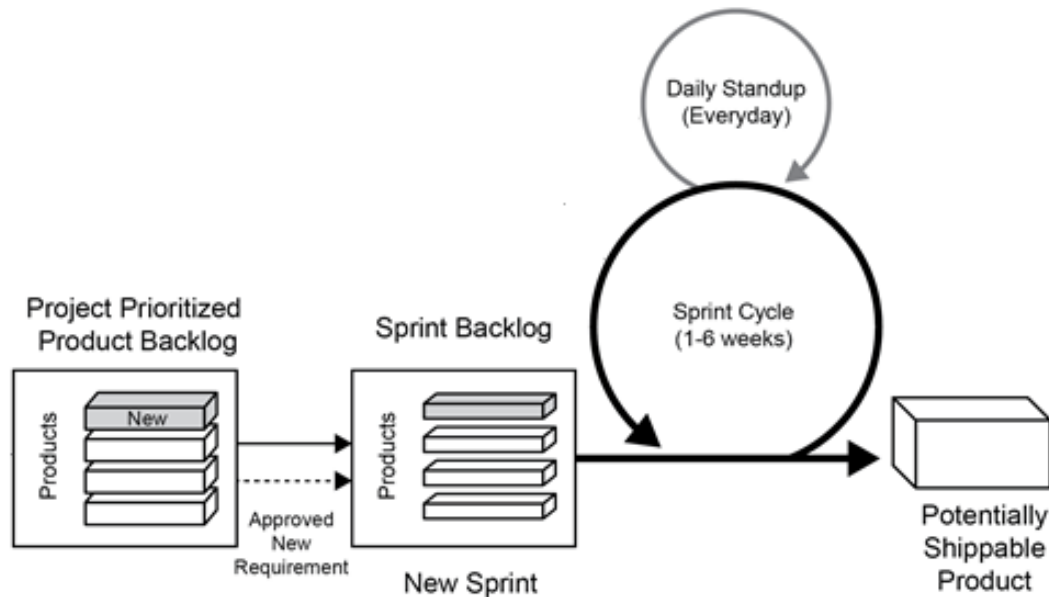 Daily Standup
(Everyday)
Project Prioritized
Product Backlog
Sprint Backlog
Sprint Cycle
(1-6 weeks)
Products
New
Products
Approved
New
Requirement
New Sprint
Potentially
Shippable
Product